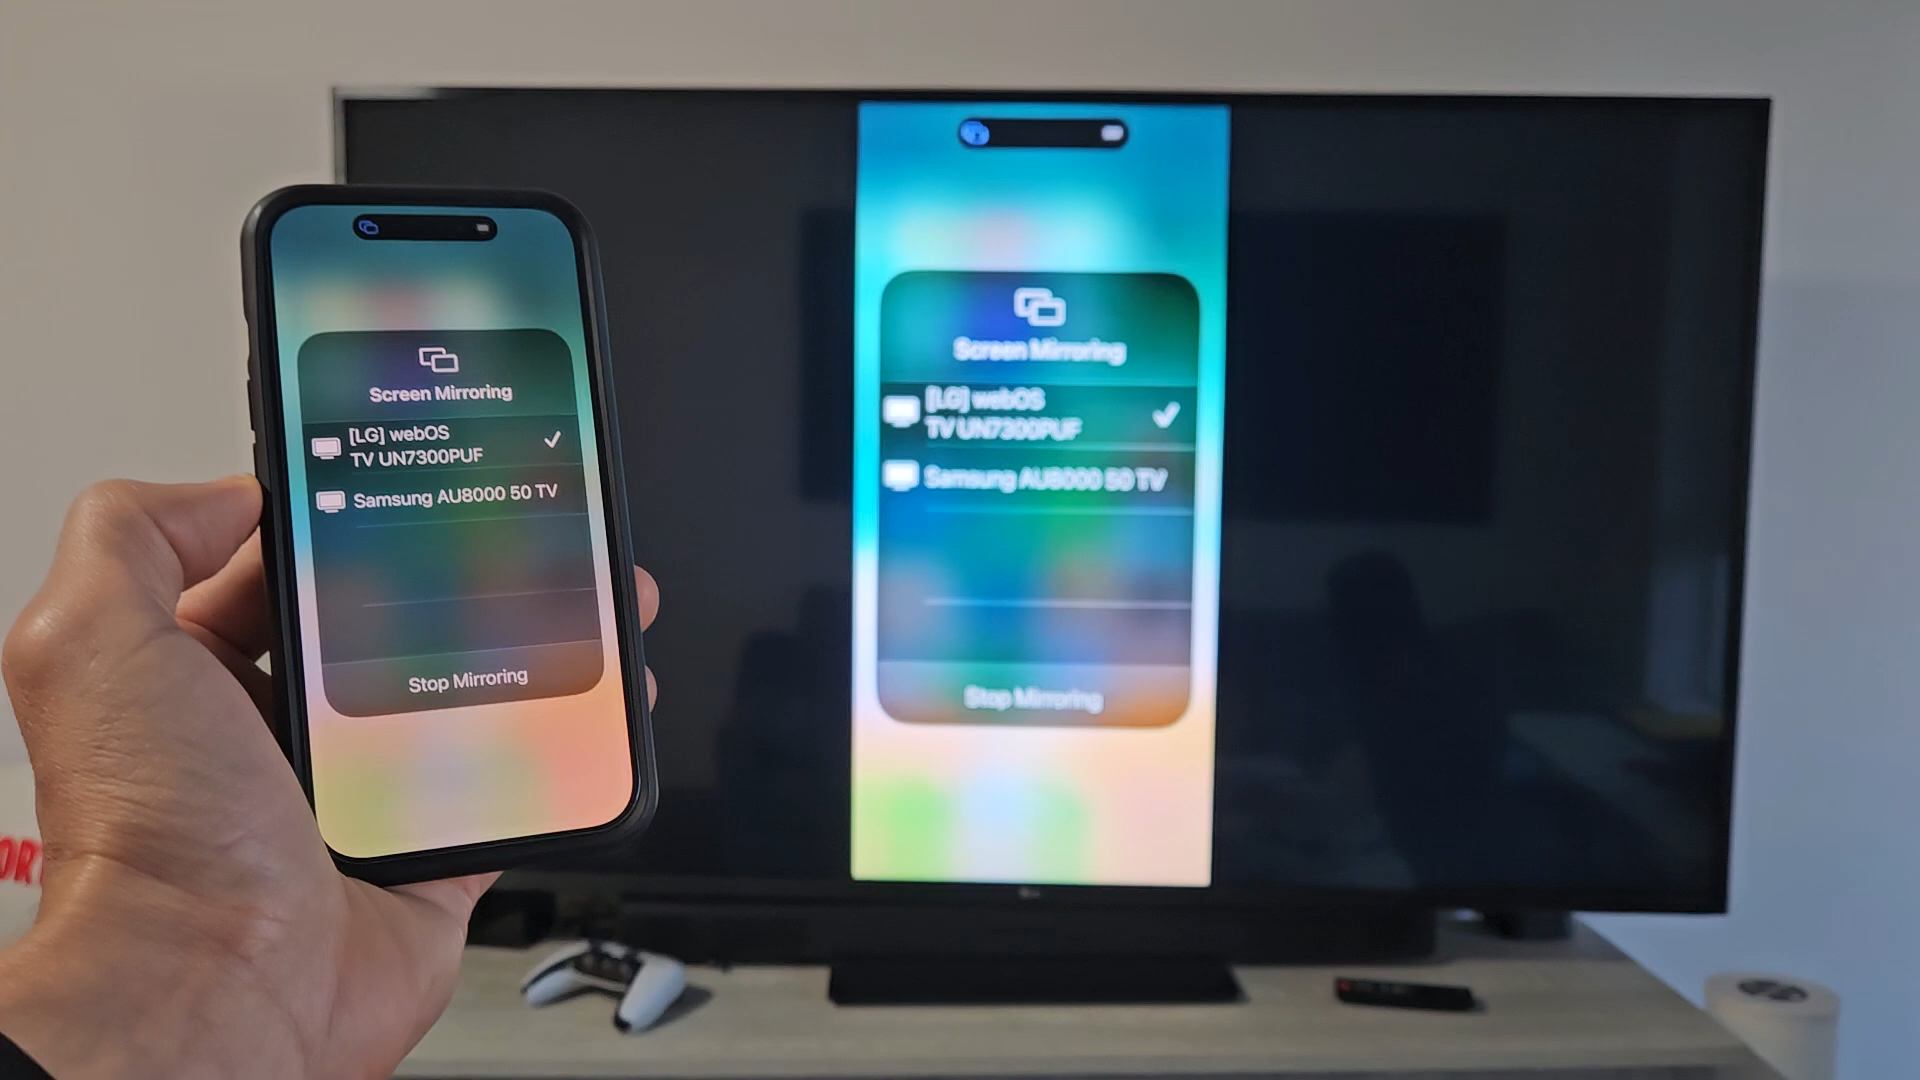 Screen Mirroring
[LG] webOS
TV UN7300PUF
Samsung AU8000 50 TV
Stop Mirroring
Screen Mirroring
[LG] webOS
TV UN7300PUF
Samsung AU8000 50 TV
Stop Mirroring
OR